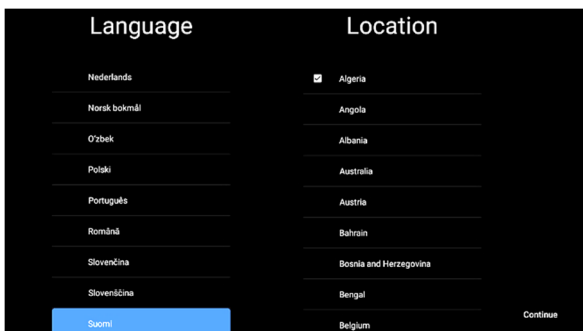 Language
Nederlands
Norsk bokmål
O'zbek
Polski
Português
Română
Slovenčina
Slovenščina
Suomi
Location
Algeria
Angola
Albania
Australia
Austria
Bahrain
Bosnia and Herzegovina
Bengal
Belgium
Continue